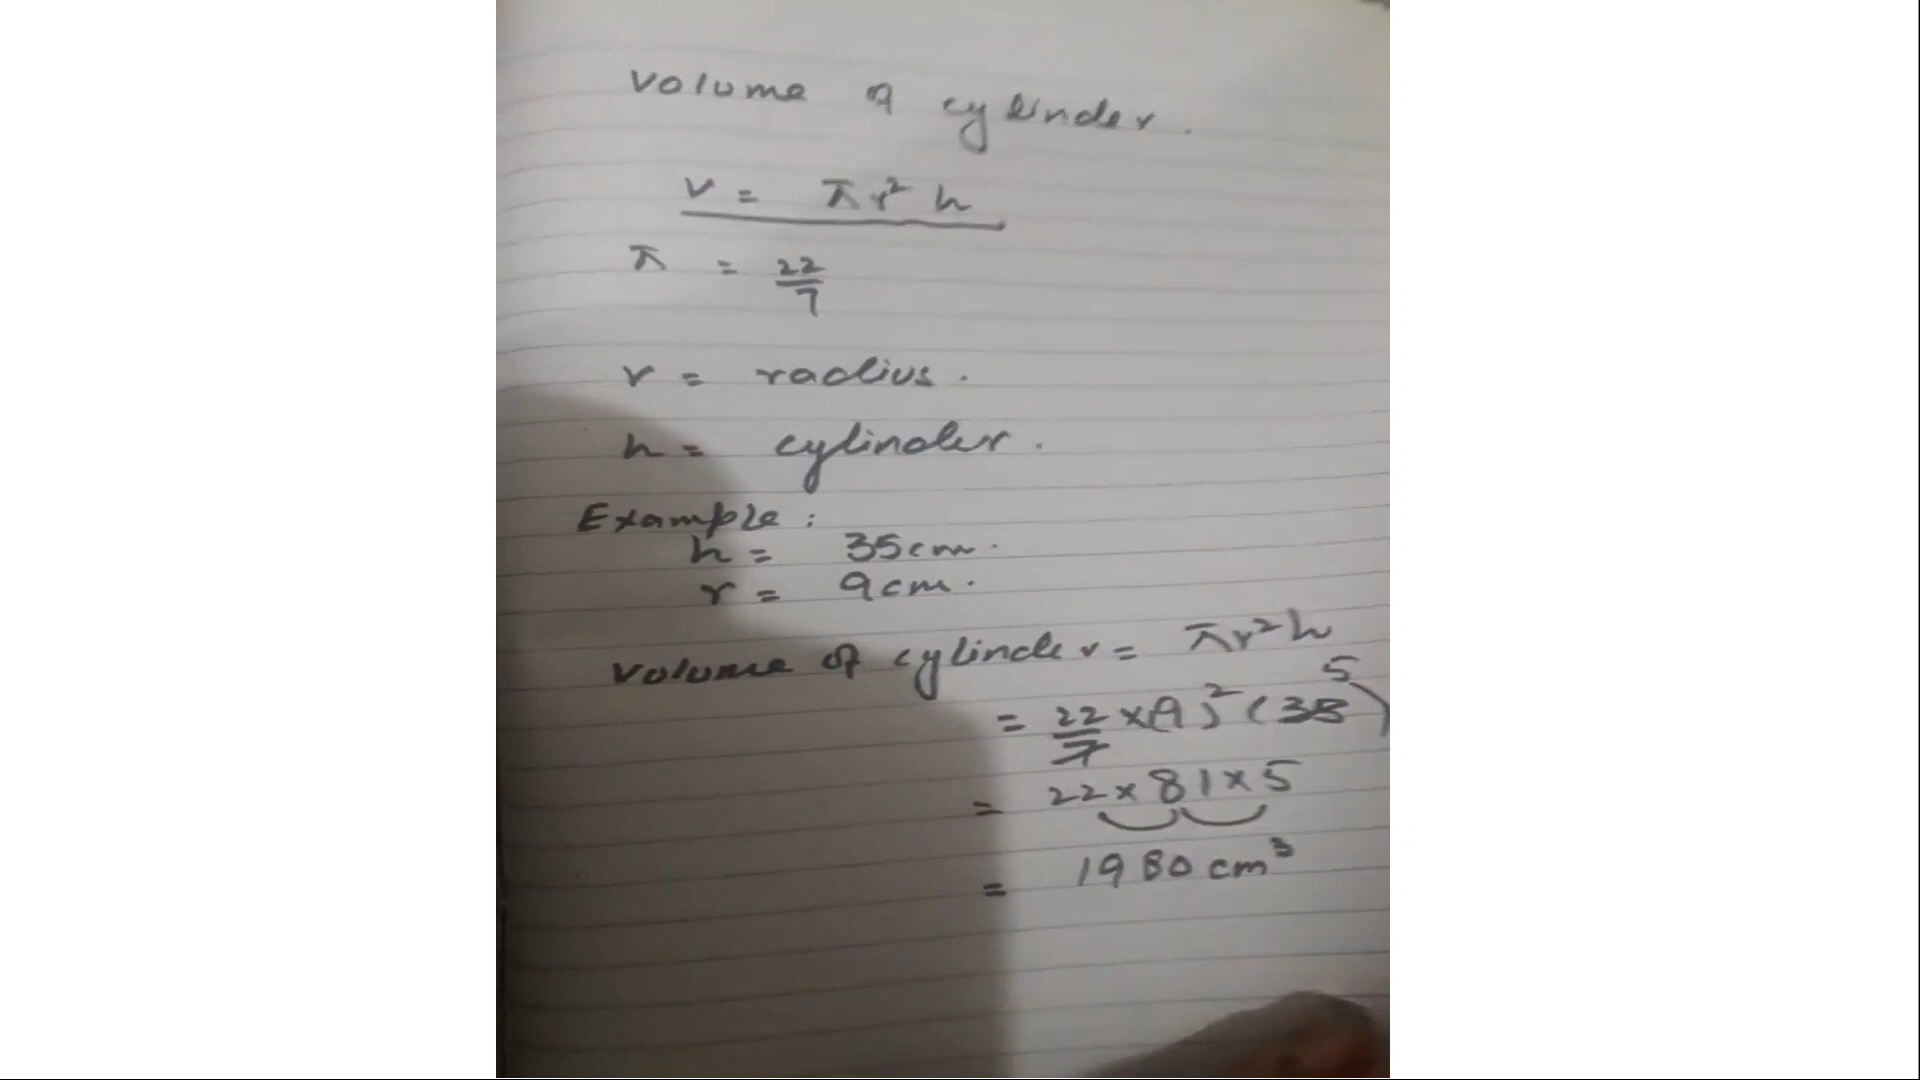 volume of cylinder.
v = πr² h
π = 22/7
r = radius.
h = cylinder.
Example:
h = 35cm.
r = 9cm.
volume of cylinder = πr²h
= 22/7 × (9)² (35) 5
= 22 × 81 × 5
= 1980 cm³